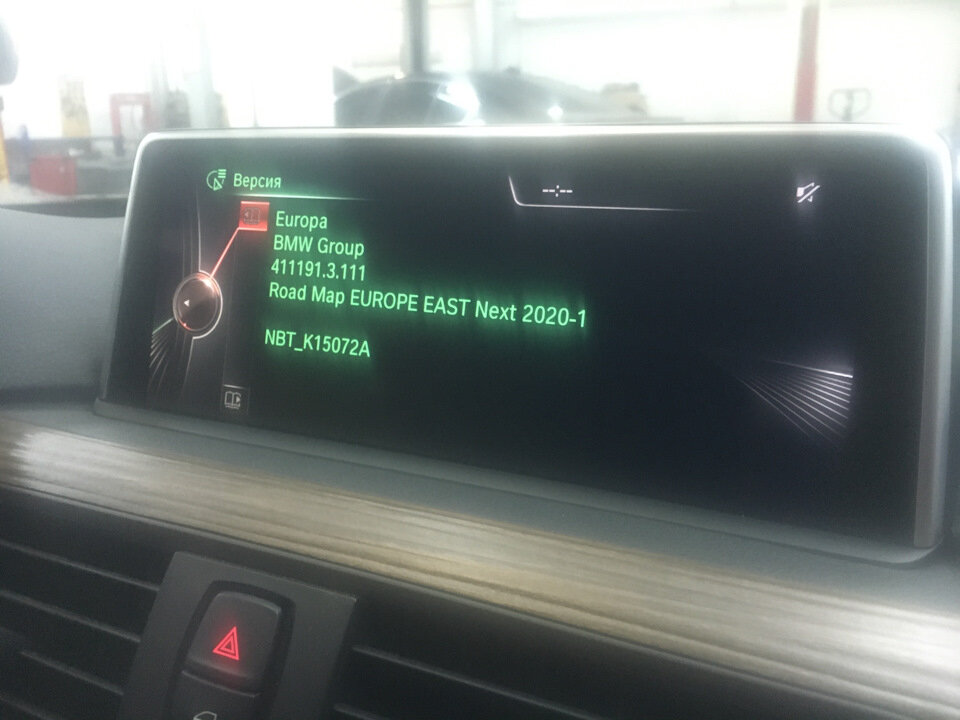 Версия
Europa
BMW Group
411191.3.111
Road Map EUROPE EAST Next 2020-1
NBT_K15072A